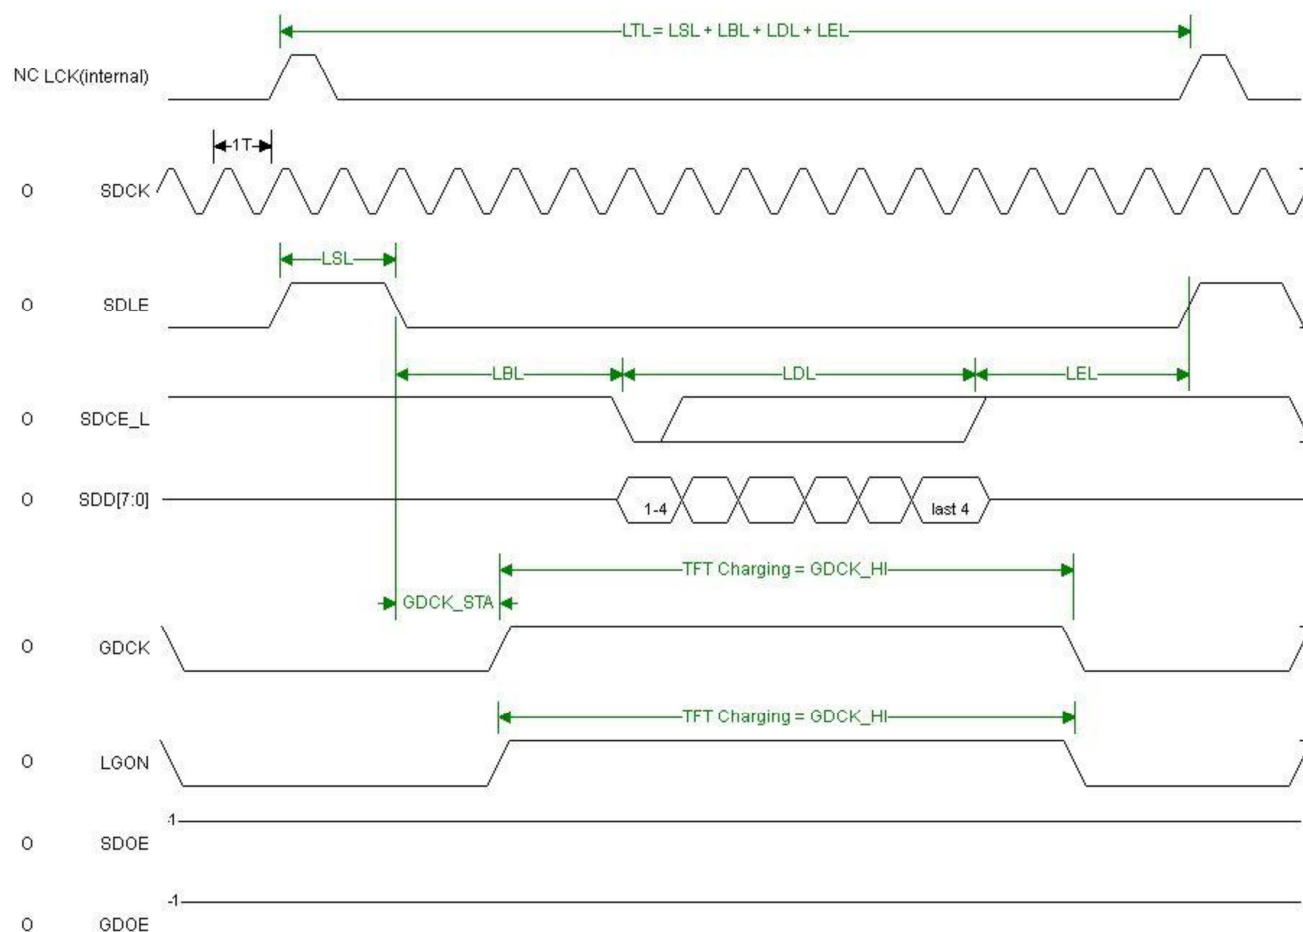 LTL = LSL + LBL + LDL + LEL
NC LCK(internal)
1T
O SDCK
LSL
O SDLE
LBL LDL LEL
O SDCE_L
O SDD[7:0] 1-4 last 4
TFT Charging = GDCK_HI
GDCK_STA
O GDCK
TFT Charging = GDCK_HI
O LGON
-1
O SDOE
-1
O GDOE